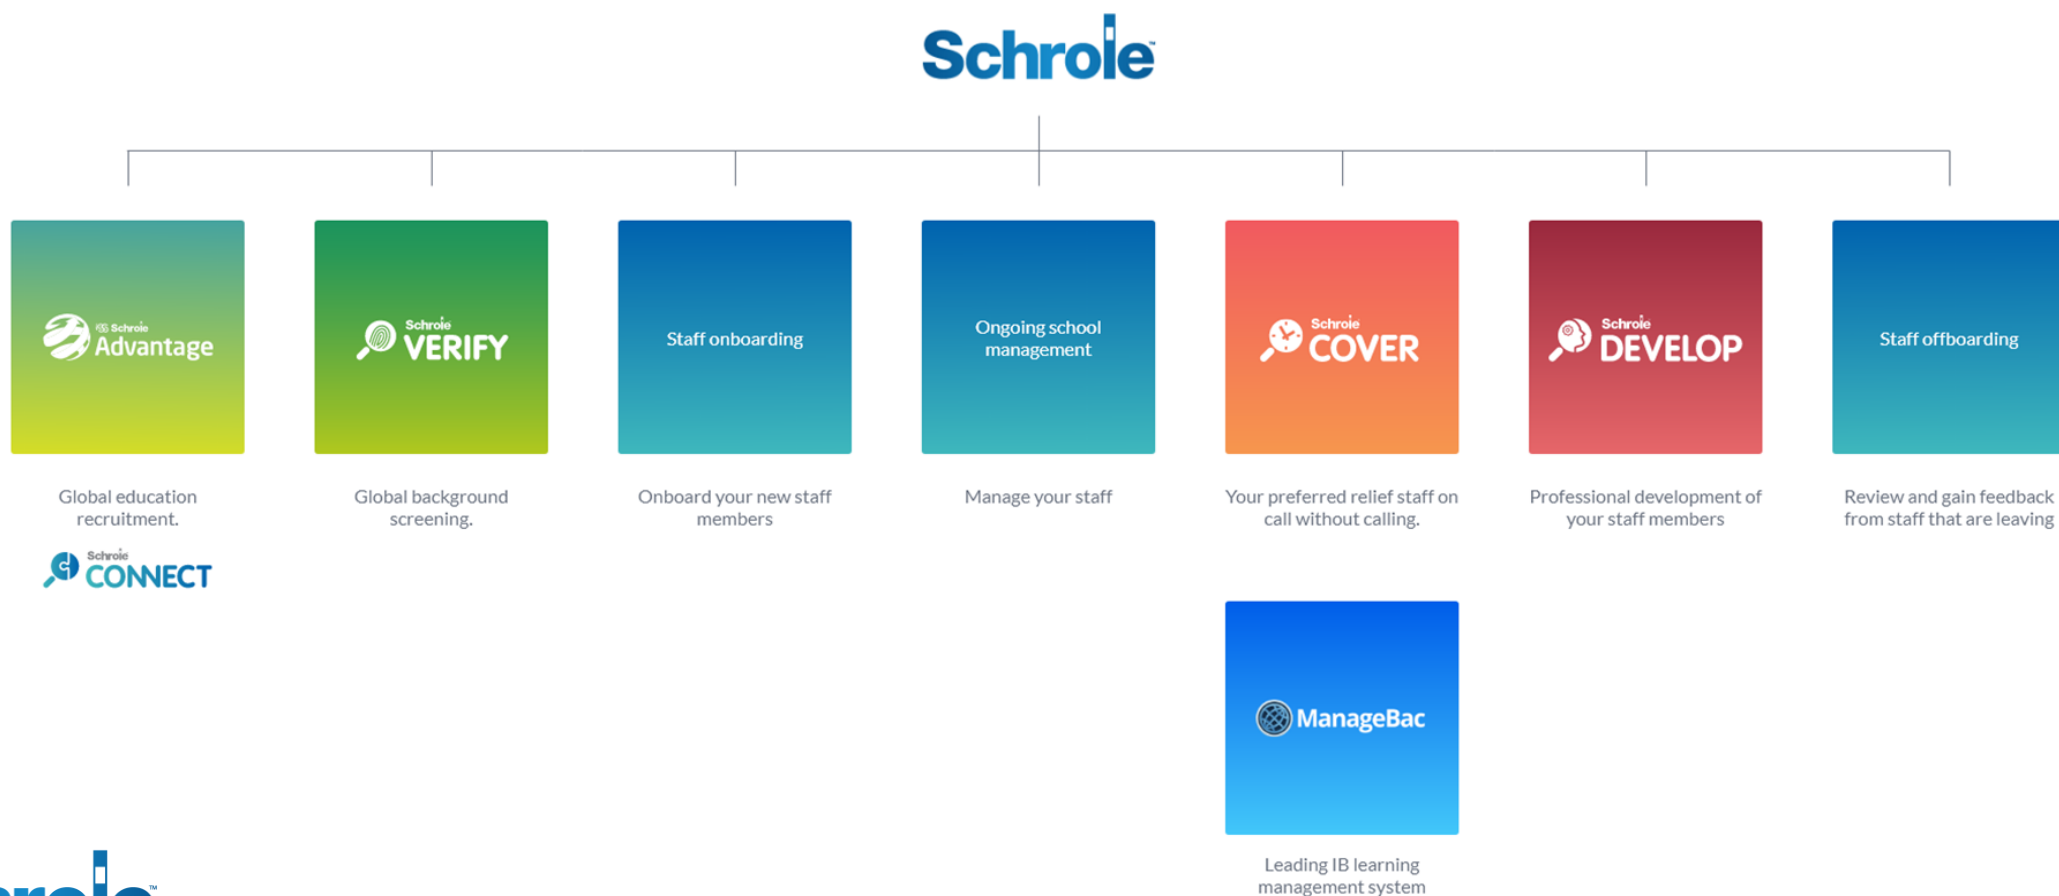 Schrole™
ISS Schrole
Advantage
Schrole
VERIFY
Staff onboarding
Ongoing school
management
Schrole
COVER
Schrole
DEVELOP
Staff offboarding
Global education
recruitment.
Global background
screening.
Onboard your new staff
members
Manage your staff
Your preferred relief staff on
call without calling.
Professional development of
your staff members
Review and gain feedback
from staff that are leaving
Schrole
CONNECT
ManageBac
Leading IB learning
management system